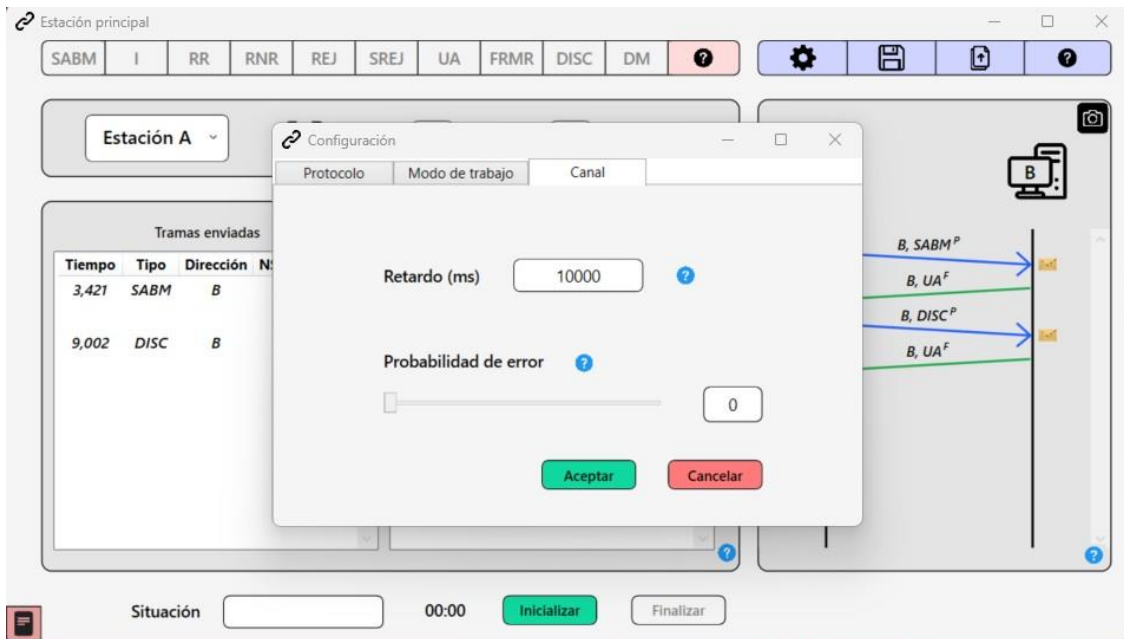 Estación principal
SABM I RR RNR REJ SREJ UA FRMR DISC DM ? ?
Estación A
Configuración
Protocolo Modo de trabajo Canal
B
Tramas enviadas
Tiempo Tipo Dirección
3,421 SABM B
9,002 DISC B
Retardo (ms) 10000 ?
Probabilidad de error ?
0
Aceptar Cancelar
B, SABM P
B, UA F
B, DISC P
B, UA F
? ?
Situación 00:00 Inicializar Finalizar